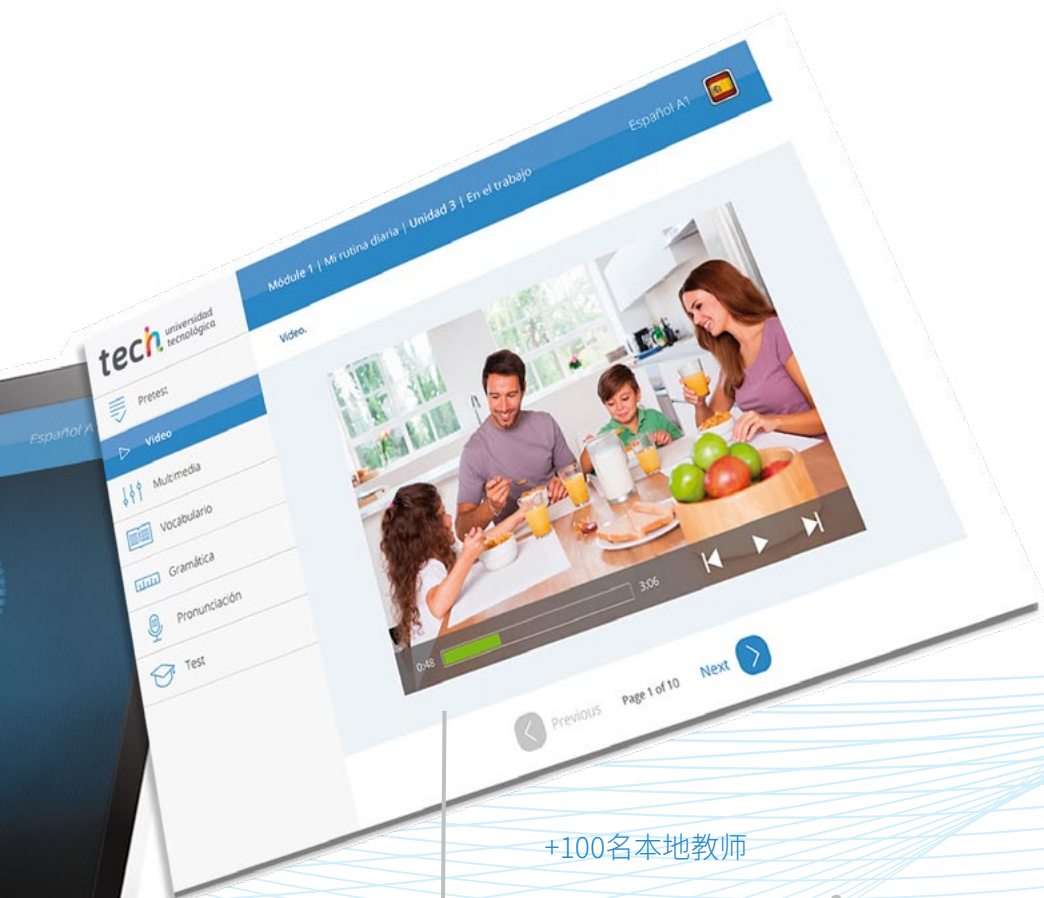 Español A1
Módule 1 | Mi rutina diaria | Unidad 3 | En el trabajo
tech universidad
tecnológica
Video.
Pretest
Video
Multimedia
Vocabulario
Gramática
Pronunciación
Test
0:48
3:06
Previous
Page 1 of 10
Next
Español A
+100名本地教师